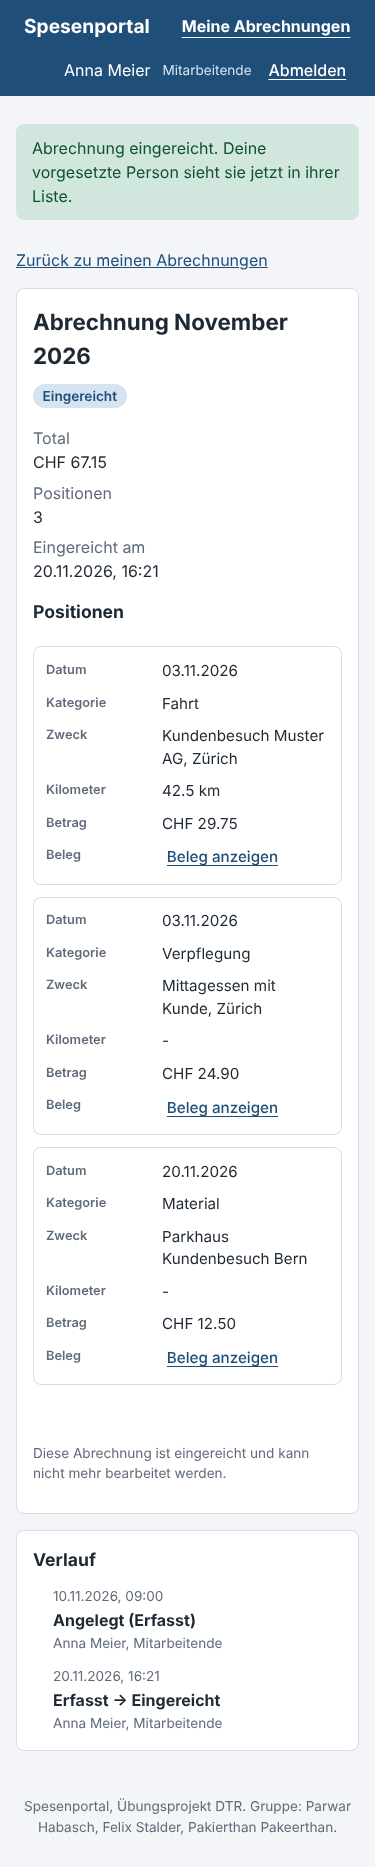 Spesenportal
Meine Abrechnungen
Anna Meier Mitarbeitende Abmelden
Abrechnung eingereicht. Deine
vorgesetzte Person sieht sie jetzt in ihrer
Liste.
Zurück zu meinen Abrechnungen
Abrechnung November
2026
Eingereicht
Total
CHF 67.15
Positionen
3
Eingereicht am
20.11.2026, 16:21
Positionen
Datum 03.11.2026
Kategorie Fahrt
Zweck Kundenbesuch Muster
AG, Zürich
Kilometer 42.5 km
Betrag CHF 29.75
Beleg Beleg anzeigen
Datum 03.11.2026
Kategorie Verpflegung
Zweck Mittagessen mit
Kunde, Zürich
Kilometer -
Betrag CHF 24.90
Beleg Beleg anzeigen
Datum 20.11.2026
Kategorie Material
Zweck Parkhaus
Kundenbesuch Bern
Kilometer -
Betrag CHF 12.50
Beleg Beleg anzeigen
Diese Abrechnung ist eingereicht und kann
nicht mehr bearbeitet werden.
Verlauf
10.11.2026, 09:00
Angelegt (Erfasst)
Anna Meier, Mitarbeitende
20.11.2026, 16:21
Erfasst → Eingereicht
Anna Meier, Mitarbeitende
Spesenportal, Übungsprojekt DTR. Gruppe: Parwar
Habasch, Felix Stalder, Pakierthan Pakeerthan.